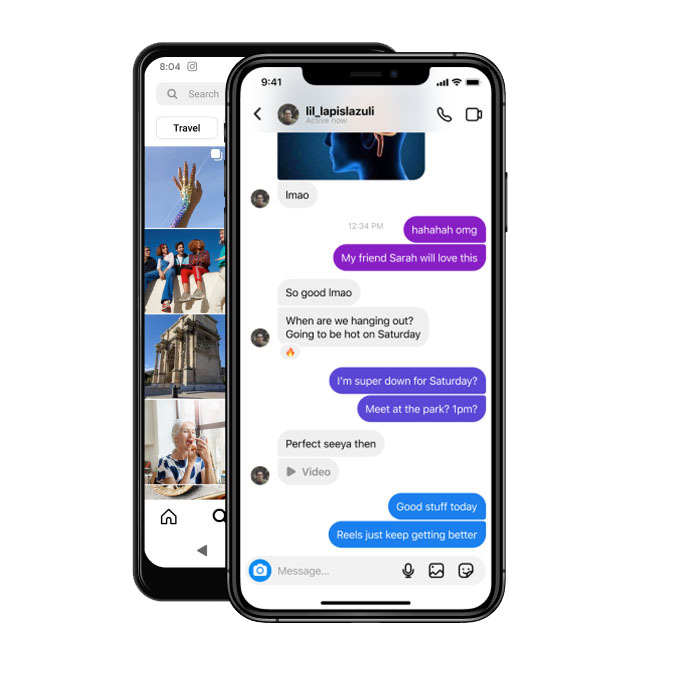 8:04
Search
Travel
9:41
lil_lapislazuli
Active now
lmao
12:34 PM
hahahah omg
My friend Sarah will love this
So good lmao
When are we hanging out?
Going to be hot on Saturday
I'm super down for Saturday?
Meet at the park? 1pm?
Perfect seeya then
Video
Good stuff today
Reels just keep getting better
Message...